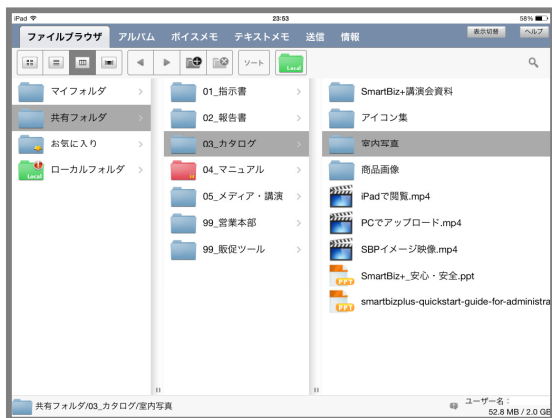 iPad 23:53 58%
ファイルブラウザ アルバム ボイスメモ テキストメモ 送信 情報 表示切替 ヘルプ
ソート Local
マイフォルダ
共有フォルダ
お気に入り
Local ローカルフォルダ
01_指示書
02_報告書
03_カタログ
04_マニュアル
05_メディア・講演
99_営業本部
99_販促ツール
SmartBiz+講演会資料
アイコン集
室内写真
商品画像
iPadで閲覧.mp4
PCでアップロード.mp4
SBPイメージ映像.mp4
PPT SmartBiz+_安心・安全.ppt
PPT smartbizplus-quickstart-guide-for-administra
共有フォルダ/03_カタログ/室内写真
ユーザー名：
52.8 MB / 2.0 GB